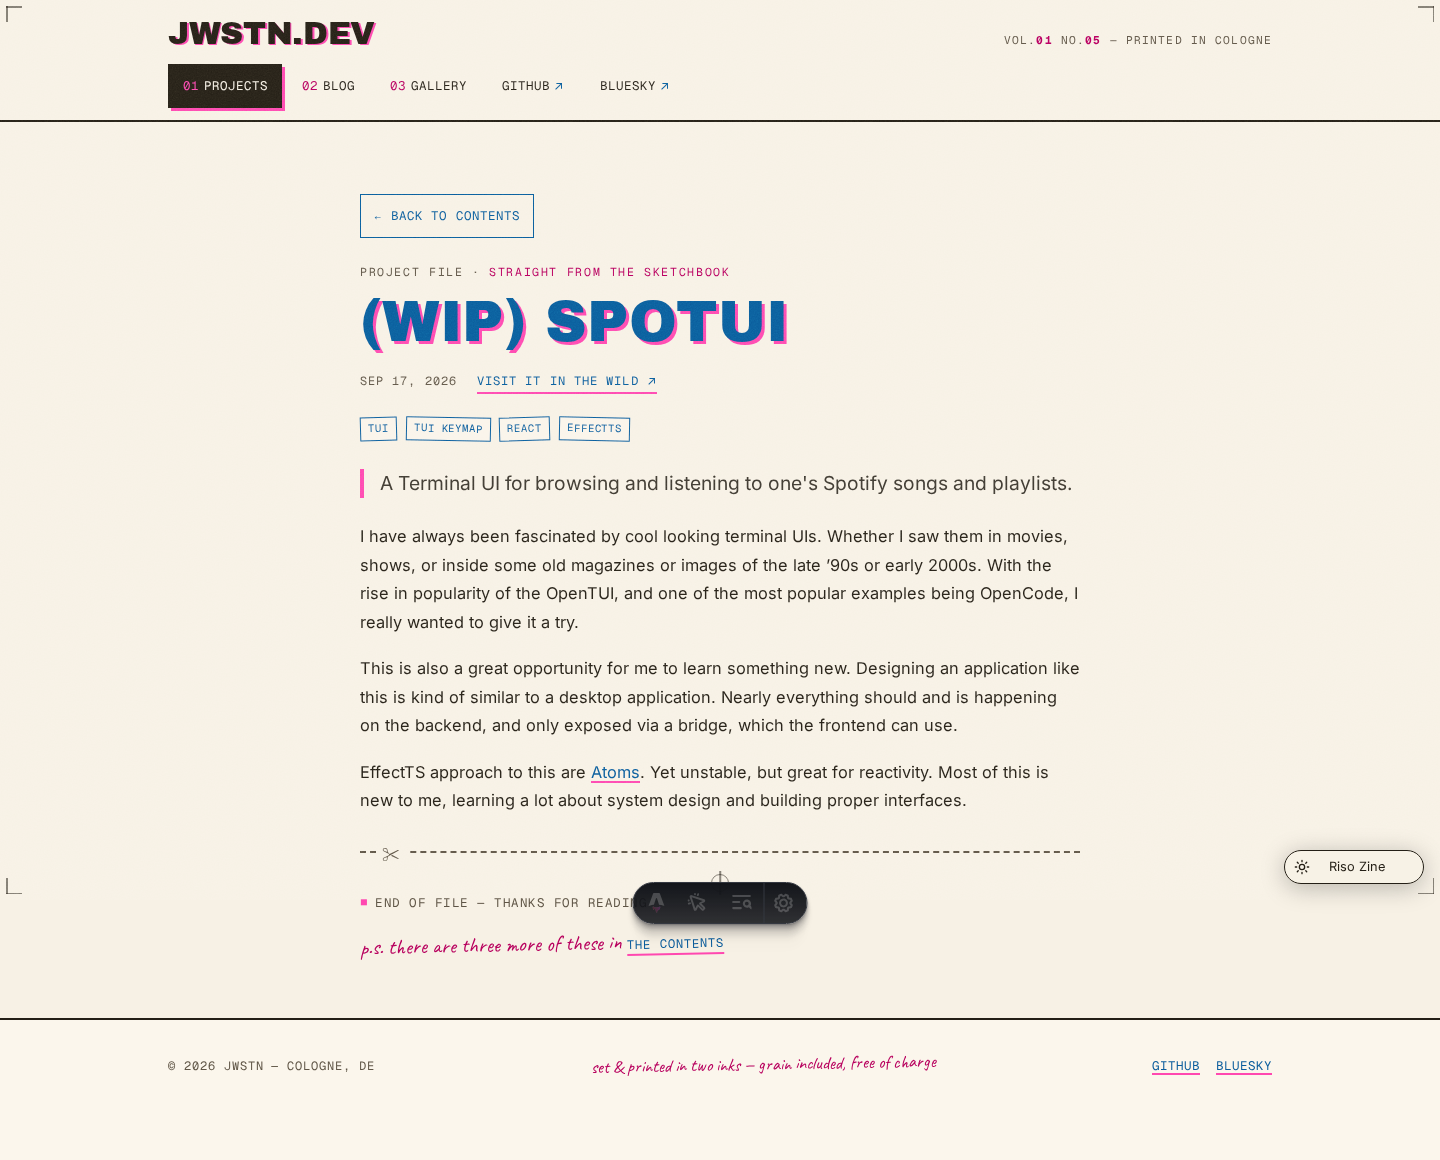 JWSTN.DEV
VOL.01 NO.05 — PRINTED IN COLOGNE
01 PROJECTS 02 BLOG 03 GALLERY GITHUB ↗ BLUESKY ↗
← BACK TO CONTENTS
PROJECT FILE · STRAIGHT FROM THE SKETCHBOOK
(WIP) SPOTUI
SEP 17, 2026 VISIT IT IN THE WILD ↗
TUI TUI KEYMAP REACT EFFECTTS
A Terminal UI for browsing and listening to one's Spotify songs and playlists.
I have always been fascinated by cool looking terminal UIs. Whether I saw them in movies,
shows, or inside some old magazines or images of the late ’90s or early 2000s. With the
rise in popularity of the OpenTUI, and one of the most popular examples being OpenCode, I
really wanted to give it a try.
This is also a great opportunity for me to learn something new. Designing an application like
this is kind of similar to a desktop application. Nearly everything should and is happening
on the backend, and only exposed via a bridge, which the frontend can use.
EffectTS approach to this are Atoms. Yet unstable, but great for reactivity. Most of this is
new to me, learning a lot about system design and building proper interfaces.
Riso Zine
■ END OF FILE — THANKS FOR READING
p.s. there are three more of these in THE CONTENTS
© 2026 JWSTN — COLOGNE, DE
set & printed in two inks — grain included, free of charge
GITHUB BLUESKY